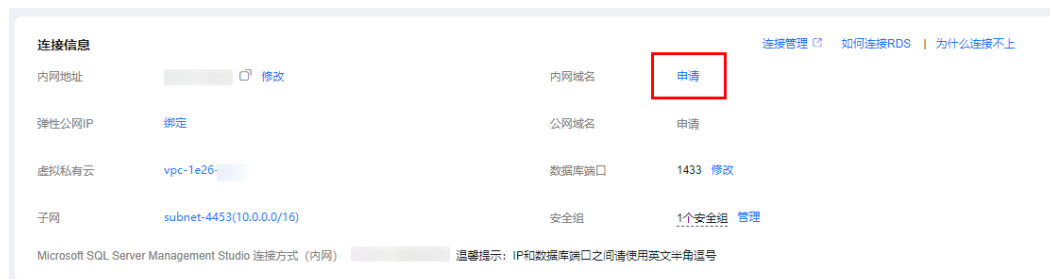 连接信息 连接管理 如何连接RDS | 为什么连接不上
内网地址 修改 内网域名 申请
弹性公网IP 绑定 公网域名 申请
虚拟私有云 vpc-1e26- 数据库端口 1433 修改
子网 subnet-4453(10.0.0.0/16) 安全组 1个安全组 管理
Microsoft SQL Server Management Studio 连接方式（内网） 温馨提示：IP和数据库端口之间请使用英文半角逗号